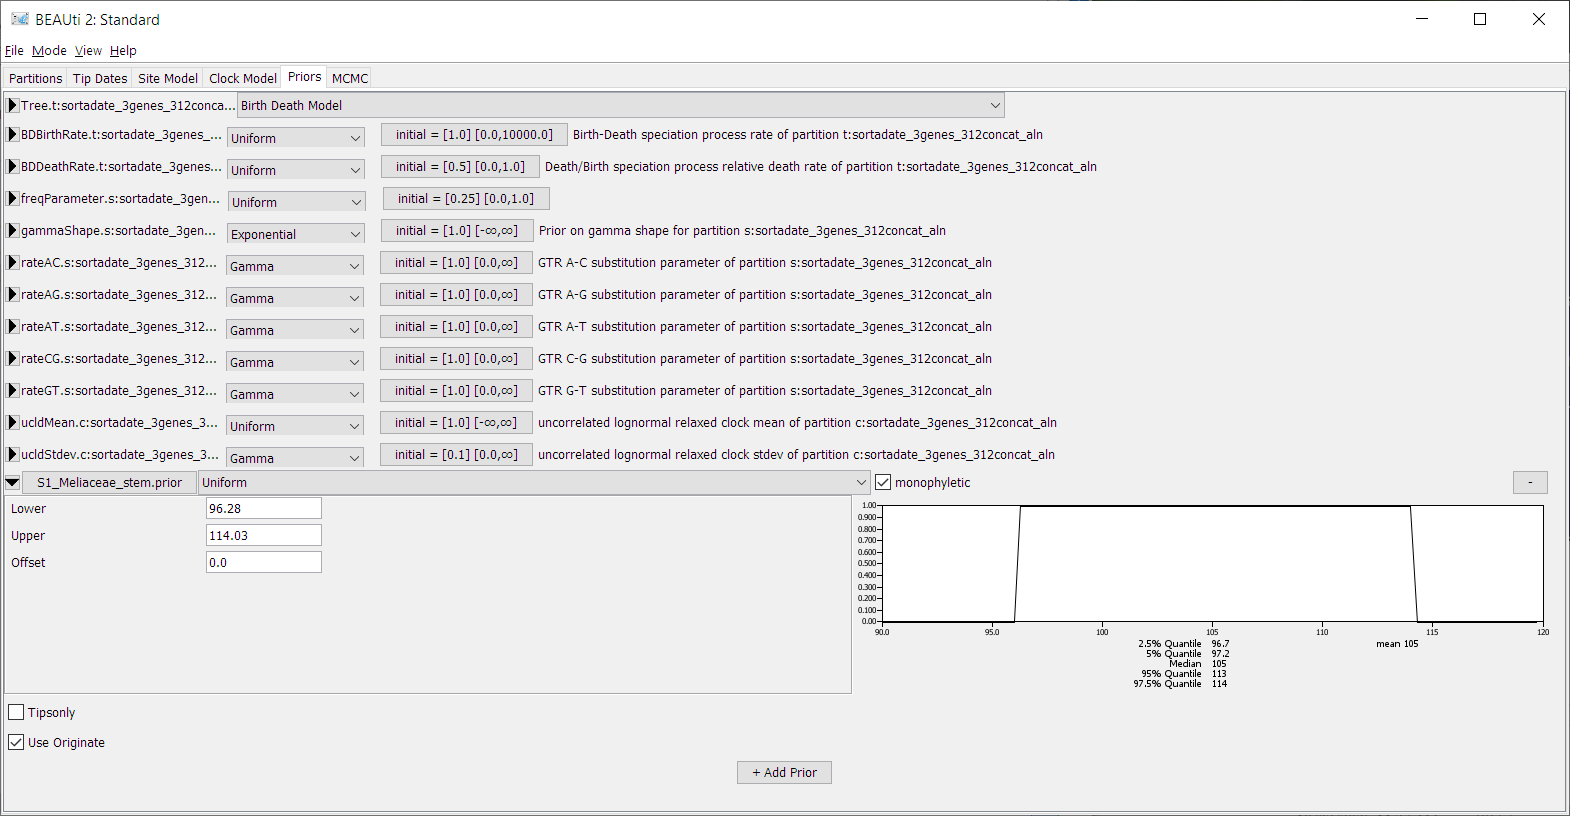 BEAUti 2: Standard
File Mode View Help
Partitions Tip Dates Site Model Clock Model Priors MCMC
Tree.t:sortadate_3genes_312conca... Birth Death Model
BDBirthRate.t:sortadate_3genes_... Uniform initial = [1.0] [0.0,10000.0] Birth-Death speciation process rate of partition t:sortadate_3genes_312concat_aln
BDDeathRate.t:sortadate_3genes... Uniform initial = [0.5] [0.0,1.0] Death/Birth speciation process relative death rate of partition t:sortadate_3genes_312concat_aln
freqParameter.s:sortadate_3gen... Uniform initial = [0.25] [0.0,1.0]
gammaShape.s:sortadate_3gen... Exponential initial = [1.0] [-∞,∞] Prior on gamma shape for partition s:sortadate_3genes_312concat_aln
rateAC.s:sortadate_3genes_312... Gamma initial = [1.0] [0.0,∞] GTR A-C substitution parameter of partition s:sortadate_3genes_312concat_aln
rateAG.s:sortadate_3genes_312... Gamma initial = [1.0] [0.0,∞] GTR A-G substitution parameter of partition s:sortadate_3genes_312concat_aln
rateAT.s:sortadate_3genes_312... Gamma initial = [1.0] [0.0,∞] GTR A-T substitution parameter of partition s:sortadate_3genes_312concat_aln
rateCG.s:sortadate_3genes_312... Gamma initial = [1.0] [0.0,∞] GTR C-G substitution parameter of partition s:sortadate_3genes_312concat_aln
rateGT.s:sortadate_3genes_312... Gamma initial = [1.0] [0.0,∞] GTR G-T substitution parameter of partition s:sortadate_3genes_312concat_aln
ucldMean.c:sortadate_3genes_3... Uniform initial = [1.0] [-∞,∞] uncorrelated lognormal relaxed clock mean of partition c:sortadate_3genes_312concat_aln
ucldStdev.c:sortadate_3genes_3... Gamma initial = [0.1] [0.0,∞] uncorrelated lognormal relaxed clock stdev of partition c:sortadate_3genes_312concat_aln
S1_Meliaceae_stem.prior Uniform monophyletic -
Lower 96.28
Upper 114.03
Offset 0.0
1.00
0.900
0.800
0.700
0.600
0.500
0.400
0.300
0.200
0.100
0.00
90.0 95.0 100 105 110 115 120
2.5% Quantile 96.7 mean 105
5% Quantile 97.2
Median 105
95% Quantile 113
97.5% Quantile 114
Tipsonly
Use Originate
+ Add Prior